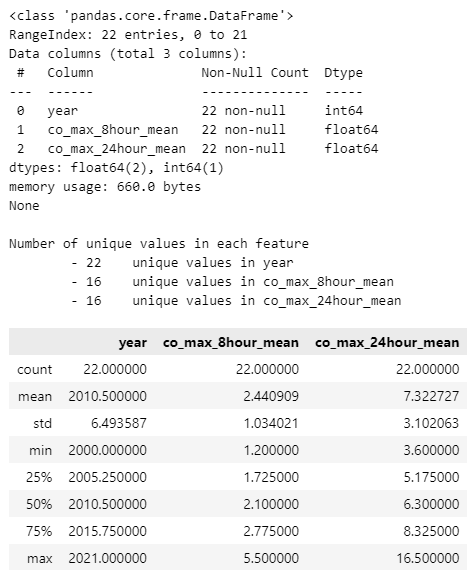 <class 'pandas.core.frame.DataFrame'>
RangeIndex: 22 entries, 0 to 21
Data columns (total 3 columns):
 #   Column             Non-Null Count  Dtype
---  ------             --------------  -----
 0   year               22 non-null     int64
 1   co_max_8hour_mean  22 non-null     float64
 2   co_max_24hour_mean 22 non-null     float64
dtypes: float64(2), int64(1)
memory usage: 660.0 bytes
None

Number of unique values in each feature
        - 22    unique values in year
        - 16    unique values in co_max_8hour_mean
        - 16    unique values in co_max_24hour_mean

year co_max_8hour_mean co_max_24hour_mean
count 22.000000 22.000000 22.000000
mean 2010.500000 2.440909 7.322727
std 6.493587 1.034021 3.102063
min 2000.000000 1.200000 3.600000
25% 2005.250000 1.725000 5.175000
50% 2010.500000 2.100000 6.300000
75% 2015.750000 2.775000 8.325000
max 2021.000000 5.500000 16.500000